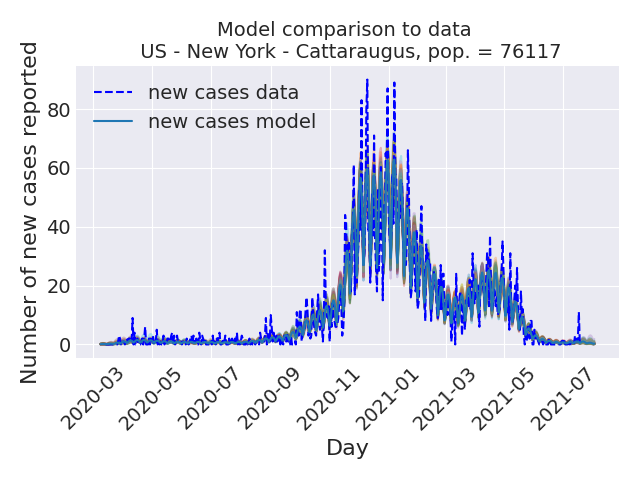 Model comparison to data
US - New York - Cattaraugus, pop. = 76117
Number of new cases reported
80
60
40
20
0
new cases data
new cases model
2020-03
2020-05
2020-07
2020-09
2020-11
2021-01
2021-03
2021-05
2021-07
Day